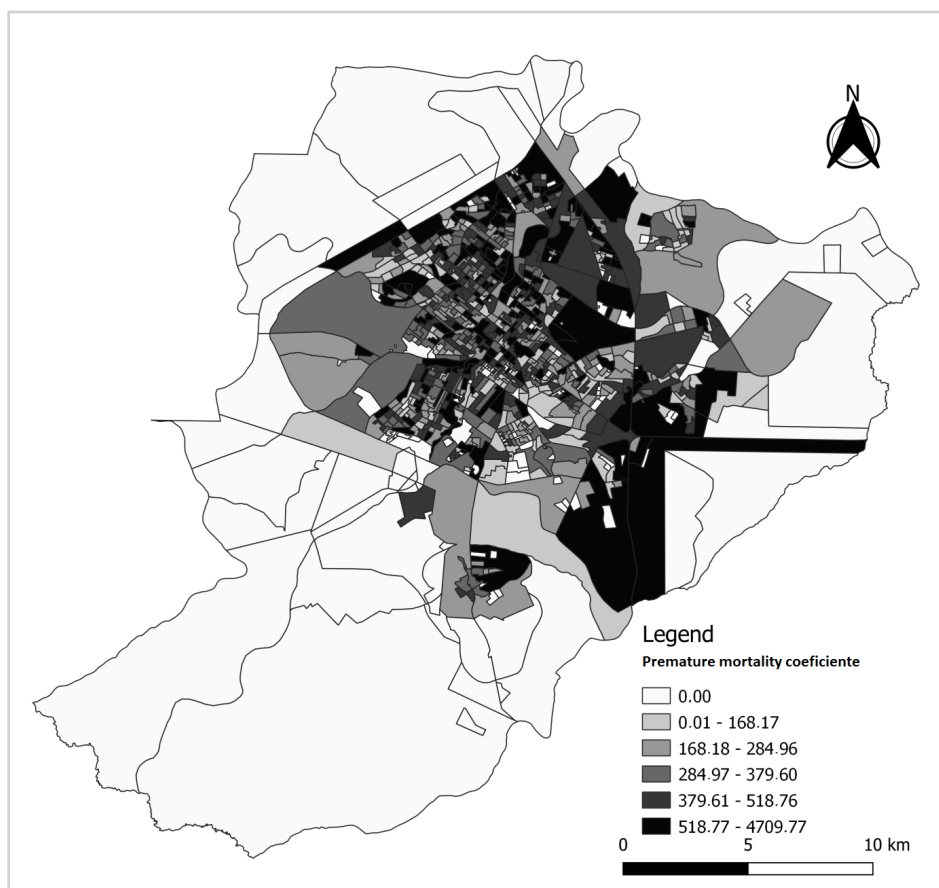 N
Legend
Premature mortality coeficiente
0.00
0.01 - 168.17
168.18 - 284.96
284.97 - 379.60
379.61 - 518.76
518.77 - 4709.77
0 5 10 km